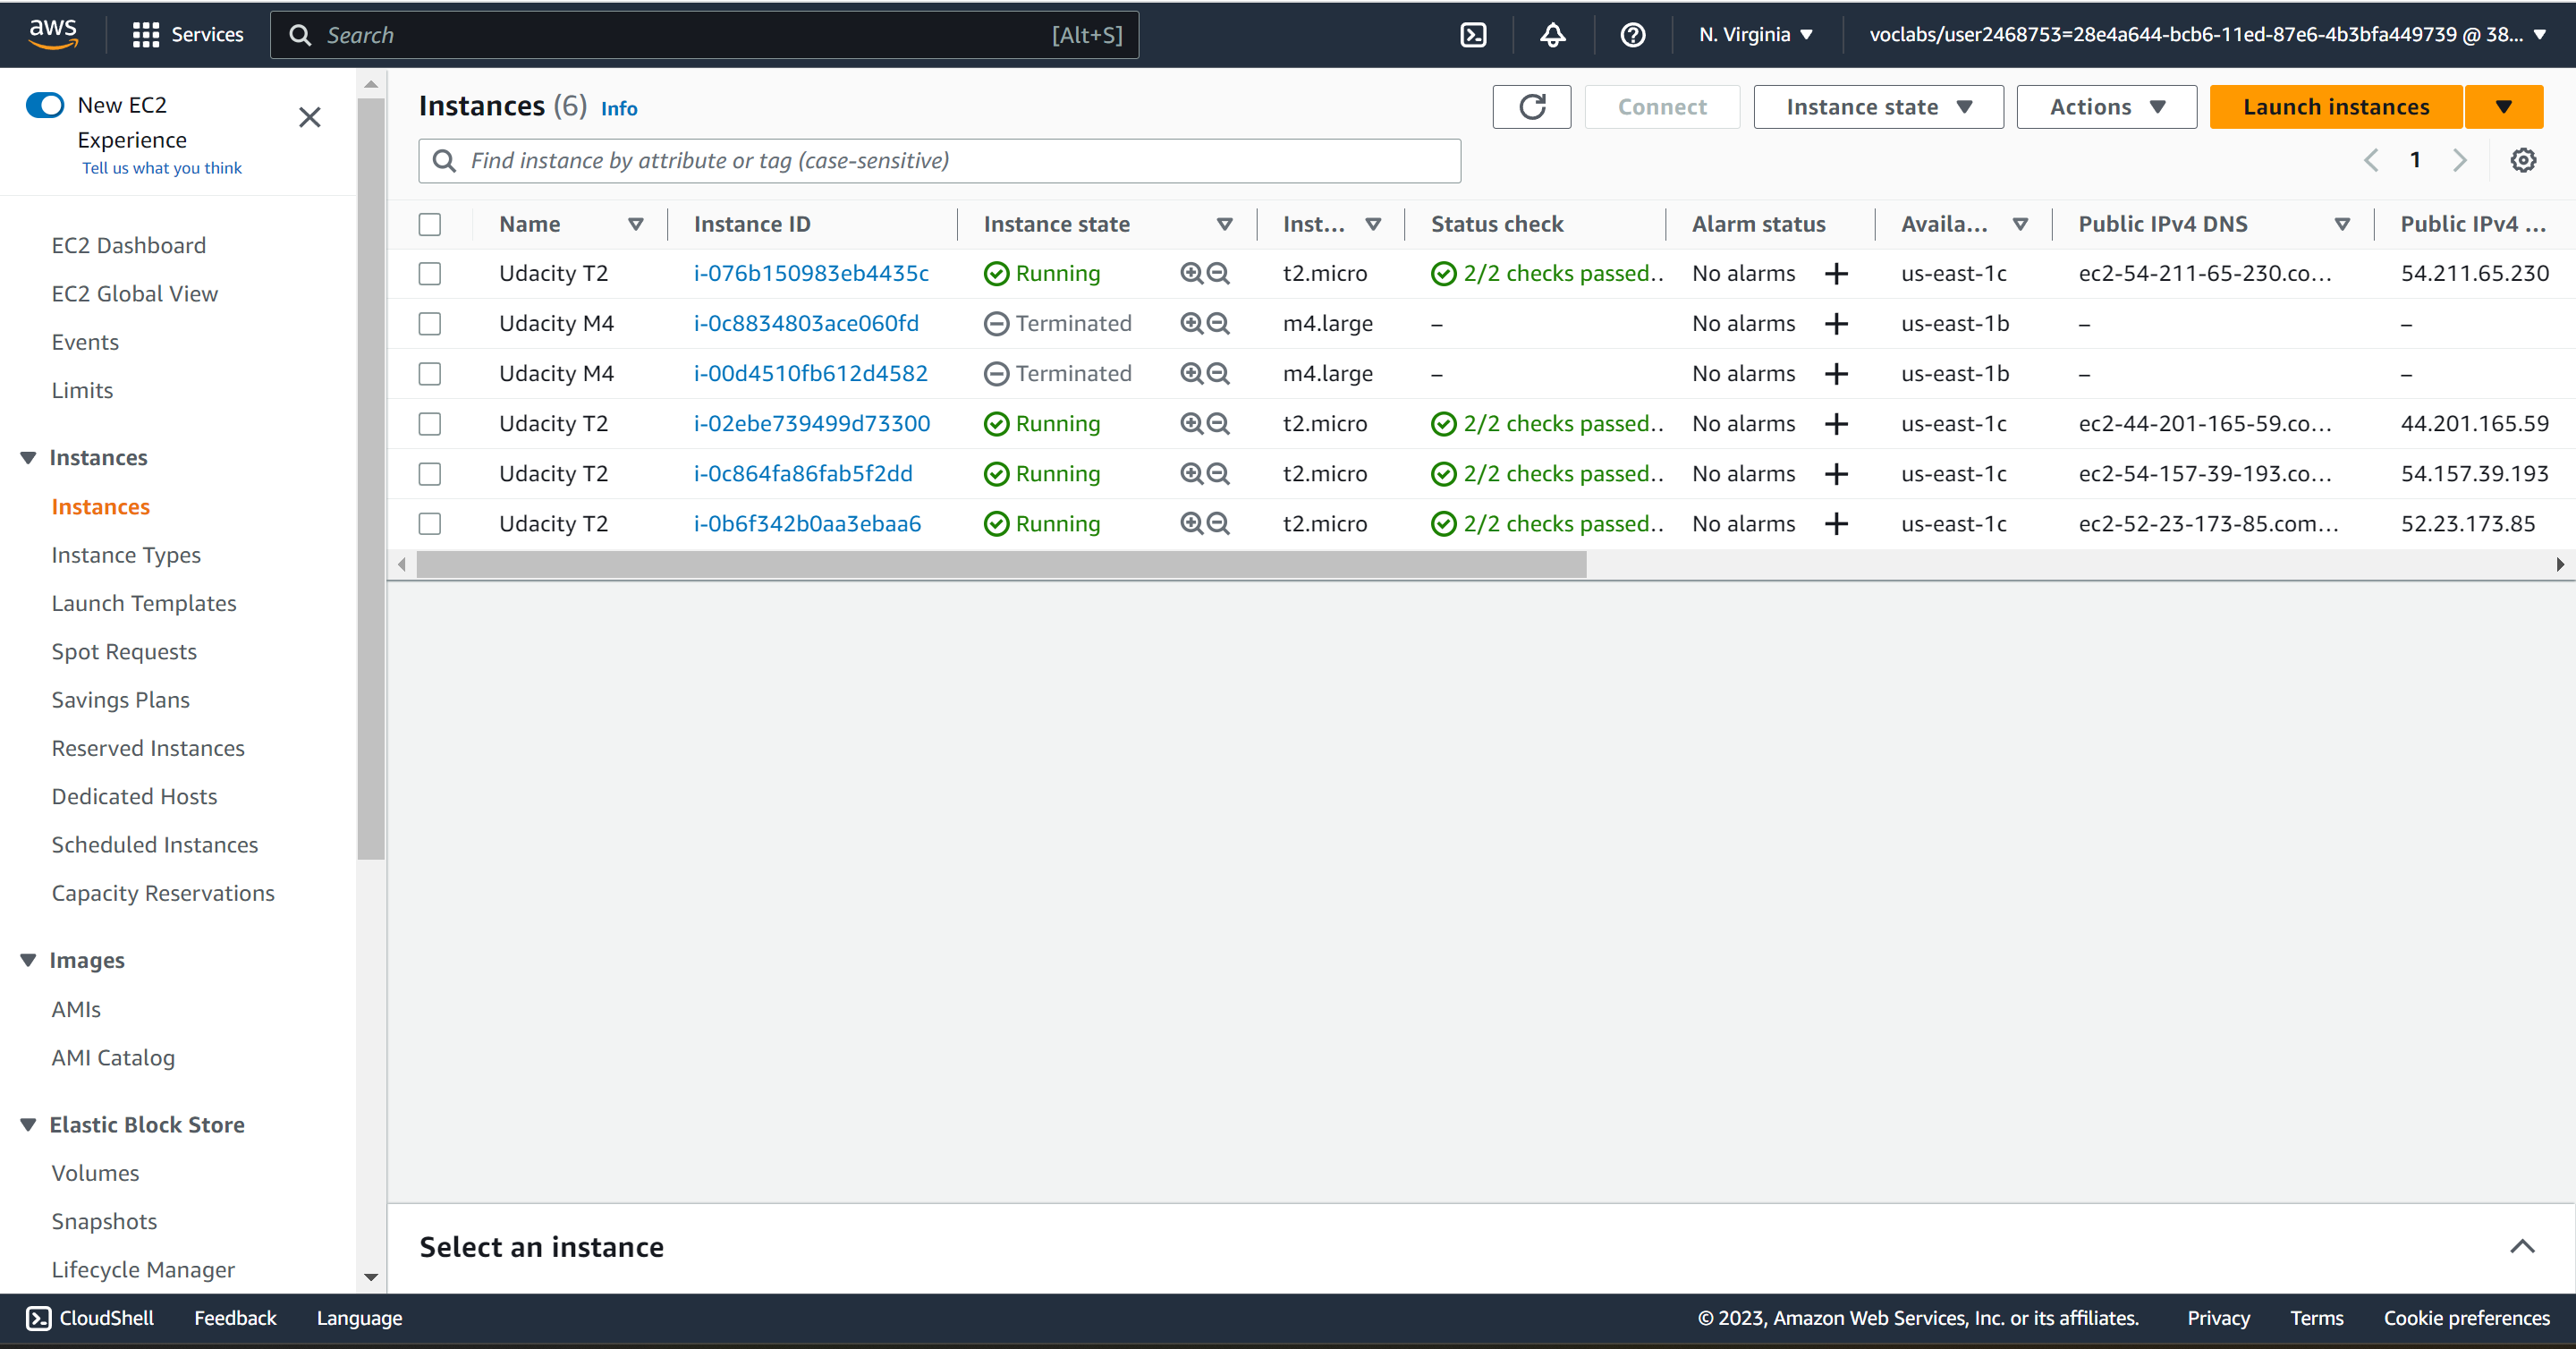 aws Services Search [Alt+S] N. Virginia voclabs/user2468753=28e4a644-bcb6-11ed-87e6-4b3bfa449739 @ 38...
New EC2
Experience
Tell us what you think
EC2 Dashboard
EC2 Global View
Events
Limits
Instances
Instances
Instance Types
Launch Templates
Spot Requests
Savings Plans
Reserved Instances
Dedicated Hosts
Scheduled Instances
Capacity Reservations
Images
AMIs
AMI Catalog
Elastic Block Store
Volumes
Snapshots
Lifecycle Manager
Instances (6) Info Connect Instance state Actions Launch instances
Find instance by attribute or tag (case-sensitive) 1
Name Instance ID Instance state Inst... Status check Alarm status Availa... Public IPv4 DNS Public IPv4 ...
Udacity T2 i-076b150983eb4435c Running t2.micro 2/2 checks passed.. No alarms + us-east-1c ec2-54-211-65-230.co... 54.211.65.230
Udacity M4 i-0c8834803ace060fd Terminated m4.large – No alarms + us-east-1b – –
Udacity M4 i-00d4510fb612d4582 Terminated m4.large – No alarms + us-east-1b – –
Udacity T2 i-02ebe739499d73300 Running t2.micro 2/2 checks passed.. No alarms + us-east-1c ec2-44-201-165-59.co... 44.201.165.59
Udacity T2 i-0c864fa86fab5f2dd Running t2.micro 2/2 checks passed.. No alarms + us-east-1c ec2-54-157-39-193.co... 54.157.39.193
Udacity T2 i-0b6f342b0aa3ebaa6 Running t2.micro 2/2 checks passed.. No alarms + us-east-1c ec2-52-23-173-85.com... 52.23.173.85
Select an instance
CloudShell Feedback Language © 2023, Amazon Web Services, Inc. or its affiliates. Privacy Terms Cookie preferences